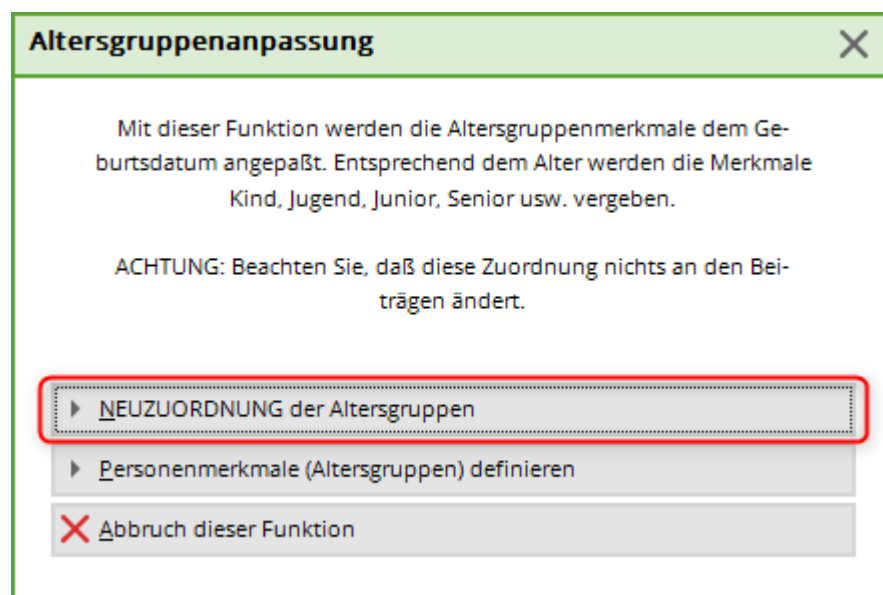 Altersgruppenanpassung
Mit dieser Funktion werden die Altersgruppenmerkmale dem Ge-
burtsdatum angepaßt. Entsprechend dem Alter werden die Merkmale
Kind, Jugend, Junior, Senior usw. vergeben.
ACHTUNG: Beachten Sie, daß diese Zuordnung nichts an den Bei-
trägen ändert.
NEUZUORDNUNG der Altersgruppen
Personenmerkmale (Altersgruppen) definieren
Abbruch dieser Funktion